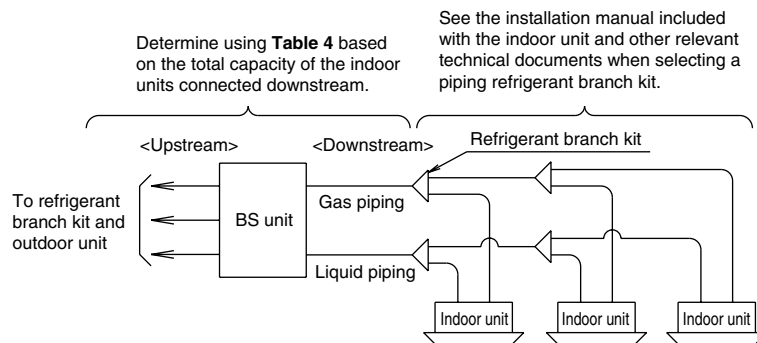 Determine using Table 4 based
on the total capacity of the indoor
units connected downstream.
See the installation manual included
with the indoor unit and other relevant
technical documents when selecting a
piping refrigerant branch kit.
<Upstream>
<Downstream>
Refrigerant branch kit
To refrigerant
branch kit and
outdoor unit
BS unit
Gas piping
Liquid piping
Indoor unit
Indoor unit
Indoor unit